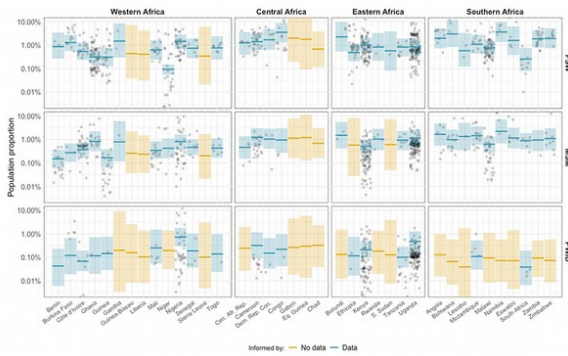 Western Africa
Central Africa
Eastern Africa
Southern Africa
10.00%
1.00%
0.10%
0.01%
FSW
10.00%
1.00%
0.10%
0.01%
MSM
10.00%
1.00%
0.10%
0.01%
PWID
Population proportion
Benin
Burkina Faso
Côte d'Ivoire
Ghana
Guinea
Gambia
Guinea-Bissau
Liberia
Mali
Niger
Nigeria
Senegal
Sierra Leone
Togo
Cen. Afr. Rep.
Cameroon
Dem. Rep. Con.
Congo
Gabon
Eq. Guinea
Chad
Burundi
Ethiopia
Kenya
Rwanda
S. Sudan
Tanzania
Uganda
Angola
Botswana
Lesotho
Mozambique
Malawi
Namibia
Eswatini
South Africa
Zambia
Zimbabwe
Informed by:
No data
Data